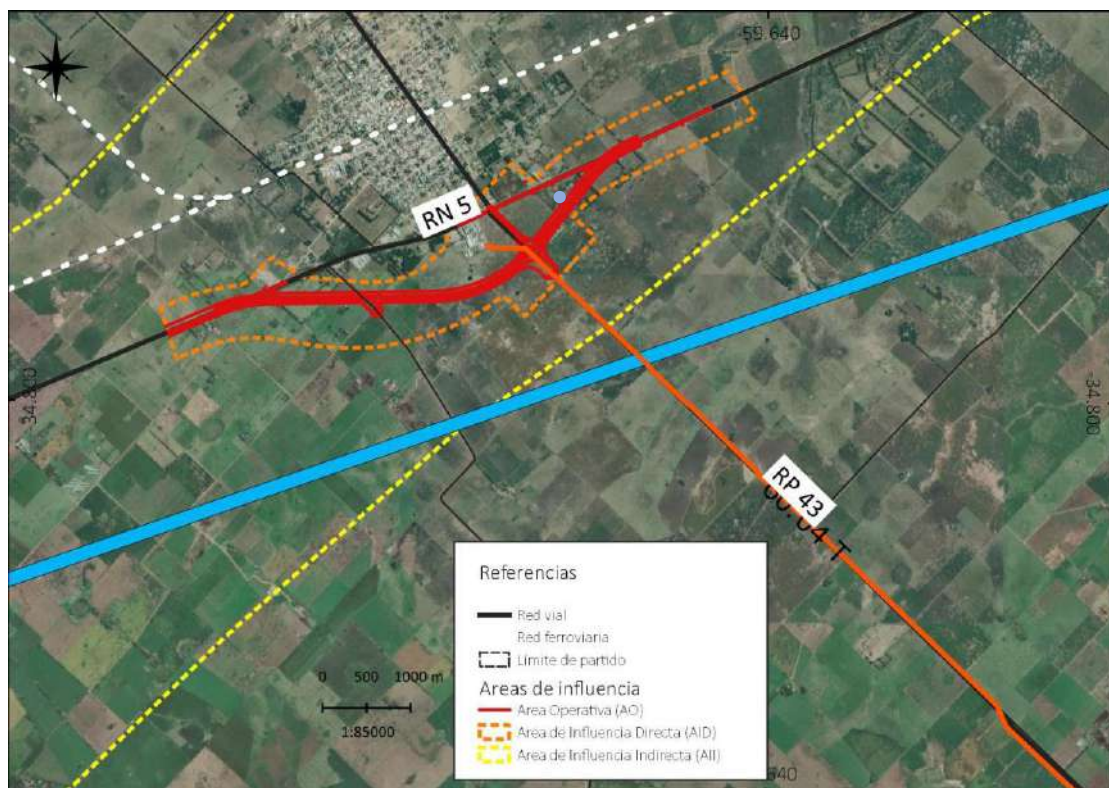 -59.640
RN 5
34.800
-34.800
RP 43
Referencias
Red vial
Red ferroviaria
Límite de partido
Areas de influencia
Area Operativa (AO)
Area de Influencia Directa (AID)
Area de Influencia Indirecta (AII)
0 500 1000 m
1:85000